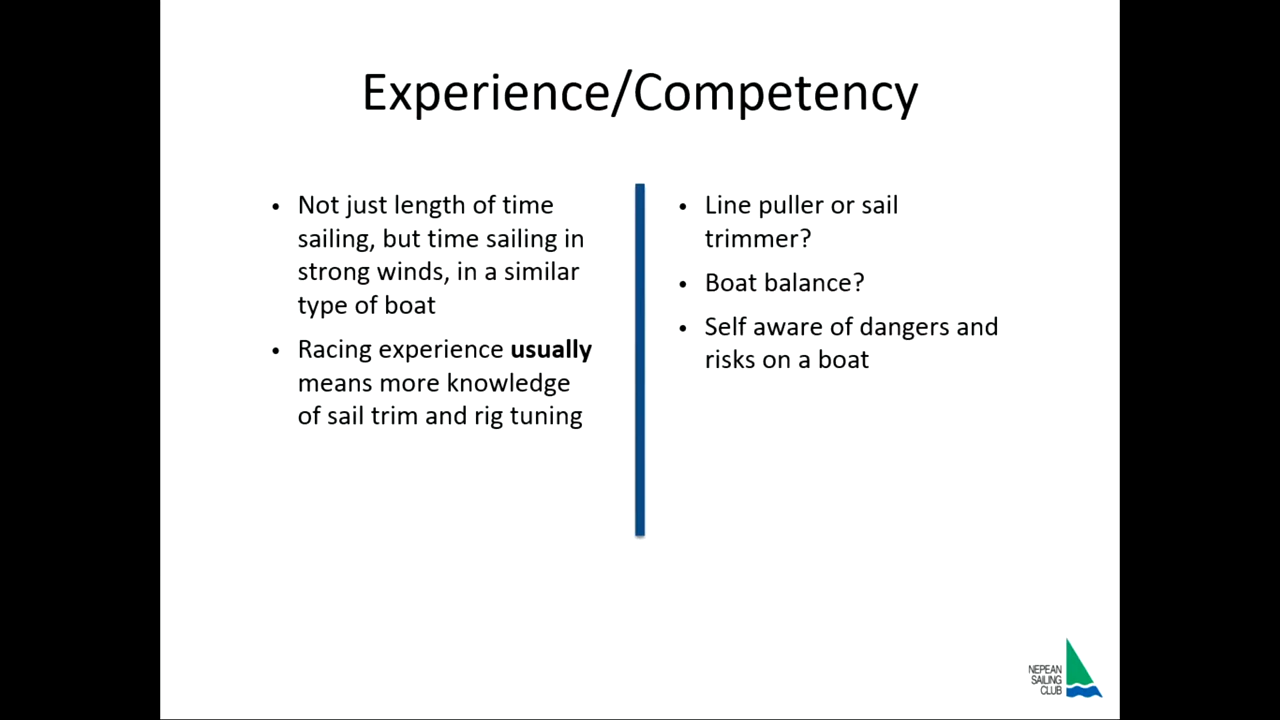 Experience/Competency
• Not just length of time
sailing, but time sailing in
strong winds, in a similar
type of boat
• Racing experience usually
means more knowledge
of sail trim and rig tuning
• Line puller or sail
trimmer?
• Boat balance?
• Self aware of dangers and
risks on a boat
NEPEAN
SAILING
CLUB